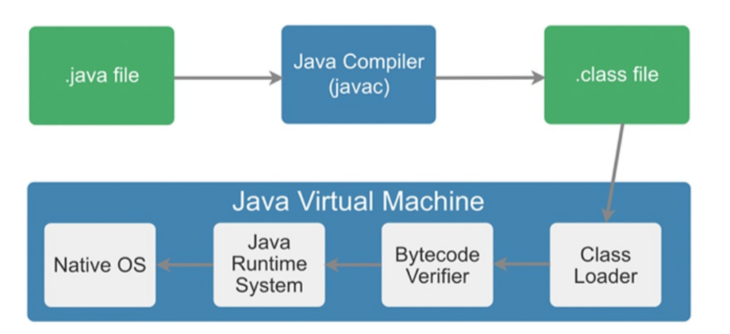 .java file
Java Compiler
(javac)
.class file
Java Virtual Machine
Native OS
Java
Runtime
System
Bytecode
Verifier
Class
Loader